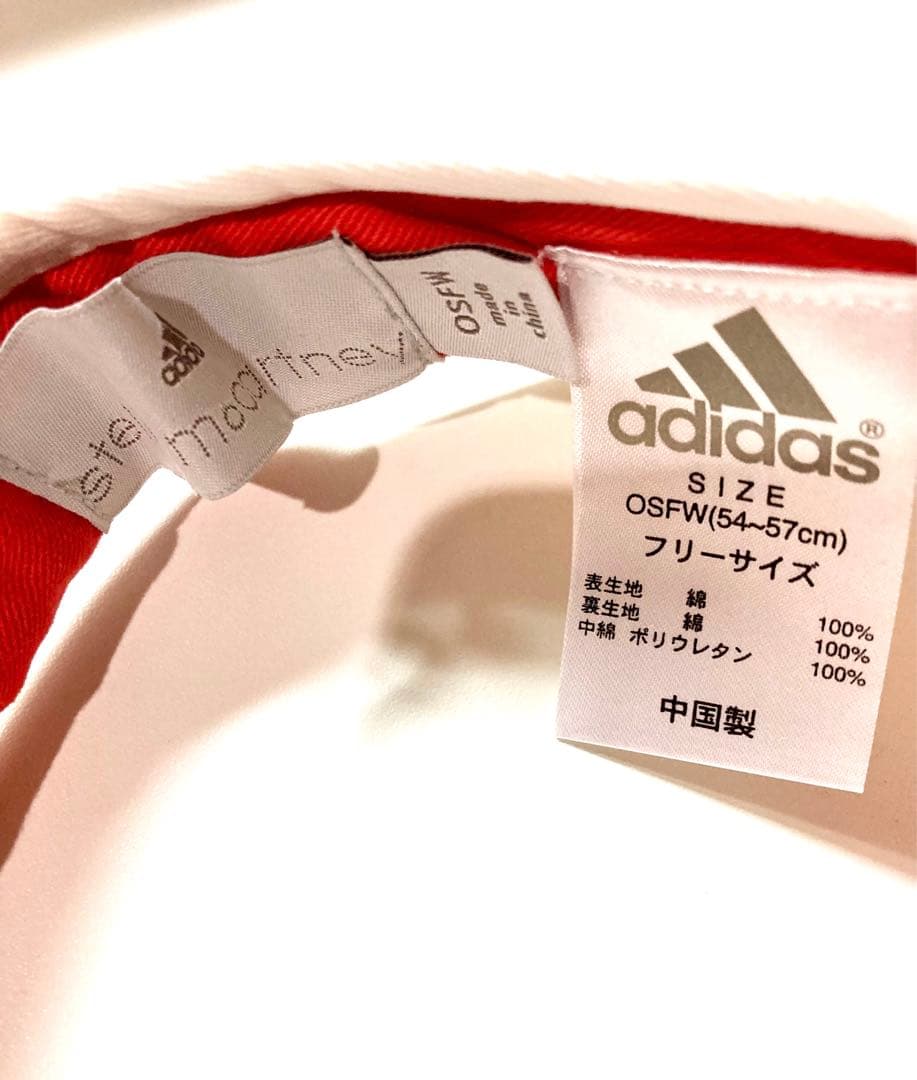 adidas
mccartney
OSFW
made
in
china
adidas®
SIZE
OSFW(54~57cm)
フリーサイズ
表生地 綿 100%
裏生地 綿 100%
中綿 ポリウレタン 100%
中国製